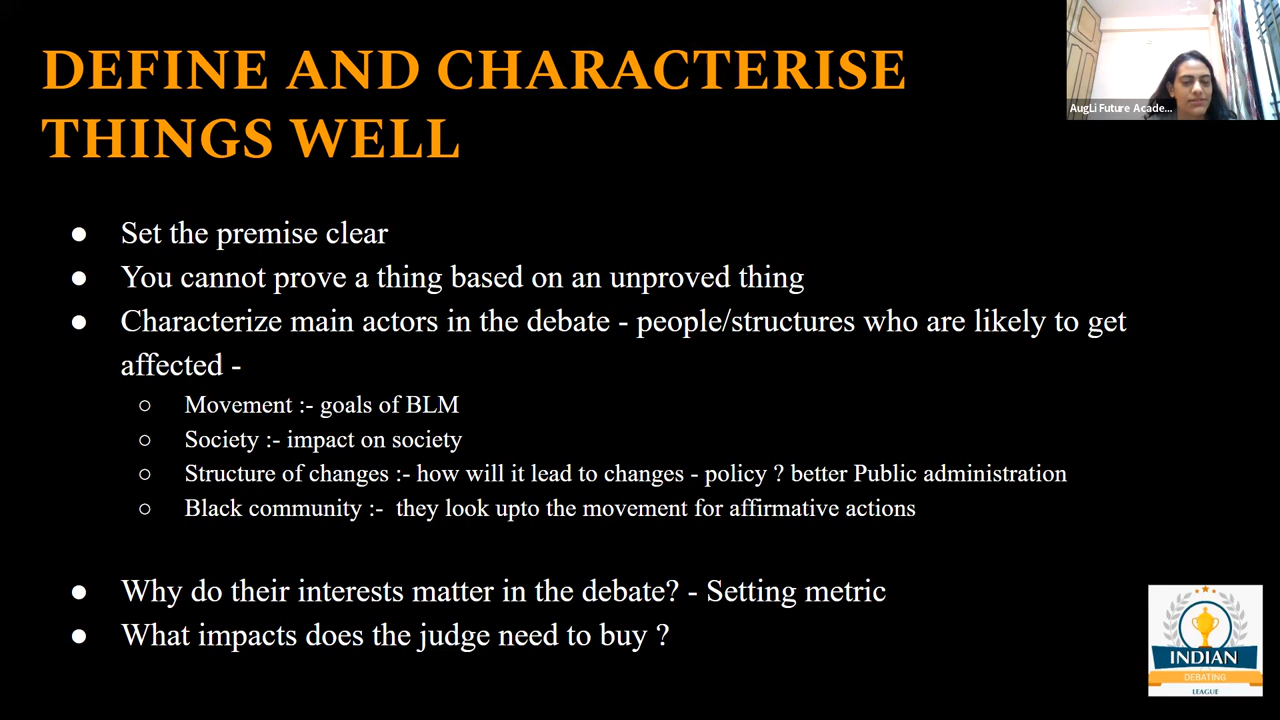 DEFINE AND CHARACTERISE
THINGS WELL
AugLi Future Acade...
● Set the premise clear
● You cannot prove a thing based on an unproved thing
● Characterize main actors in the debate - people/structures who are likely to get
affected -
○ Movement :- goals of BLM
○ Society :- impact on society
○ Structure of changes :- how will it lead to changes - policy ? better Public administration
○ Black community :- they look upto the movement for affirmative actions
● Why do their interests matter in the debate? - Setting metric
● What impacts does the judge need to buy ?
INDIAN
DEBATING
LEAGUE